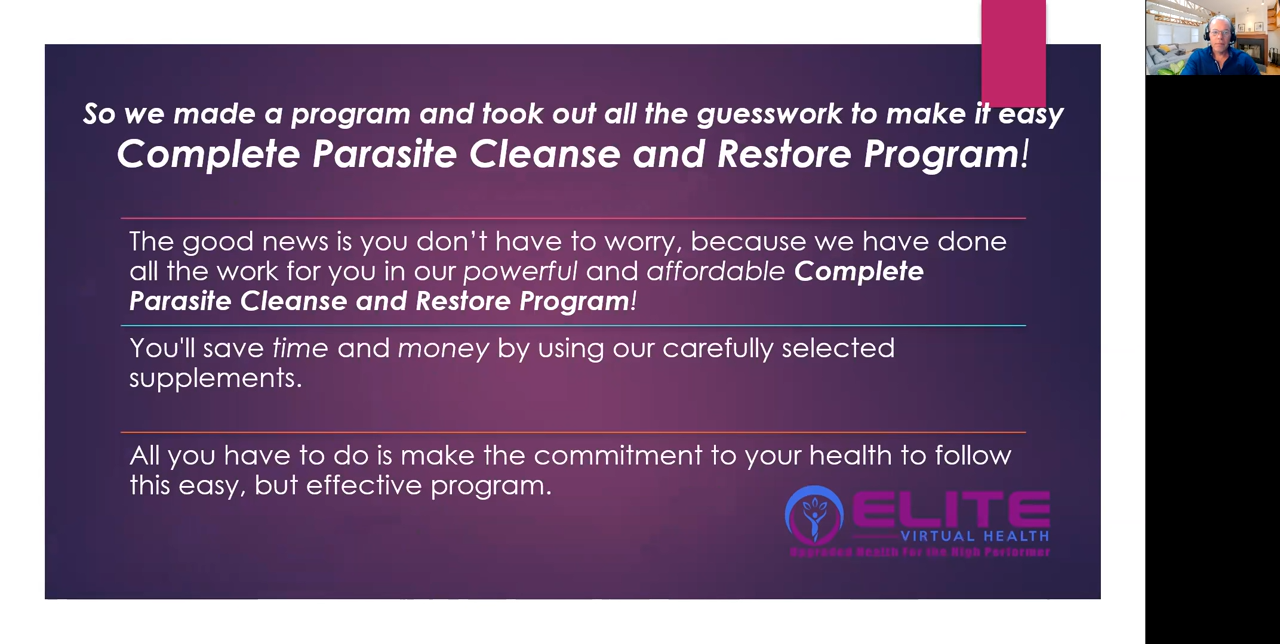 So we made a program and took out all the guesswork to make it easy
Complete Parasite Cleanse and Restore Program!
The good news is you don’t have to worry, because we have done
all the work for you in our powerful and affordable Complete
Parasite Cleanse and Restore Program!
You'll save time and money by using our carefully selected
supplements.
All you have to do is make the commitment to your health to follow
this easy, but effective program.
ELITE
VIRTUAL HEALTH
Upgraded Health For the High Performer